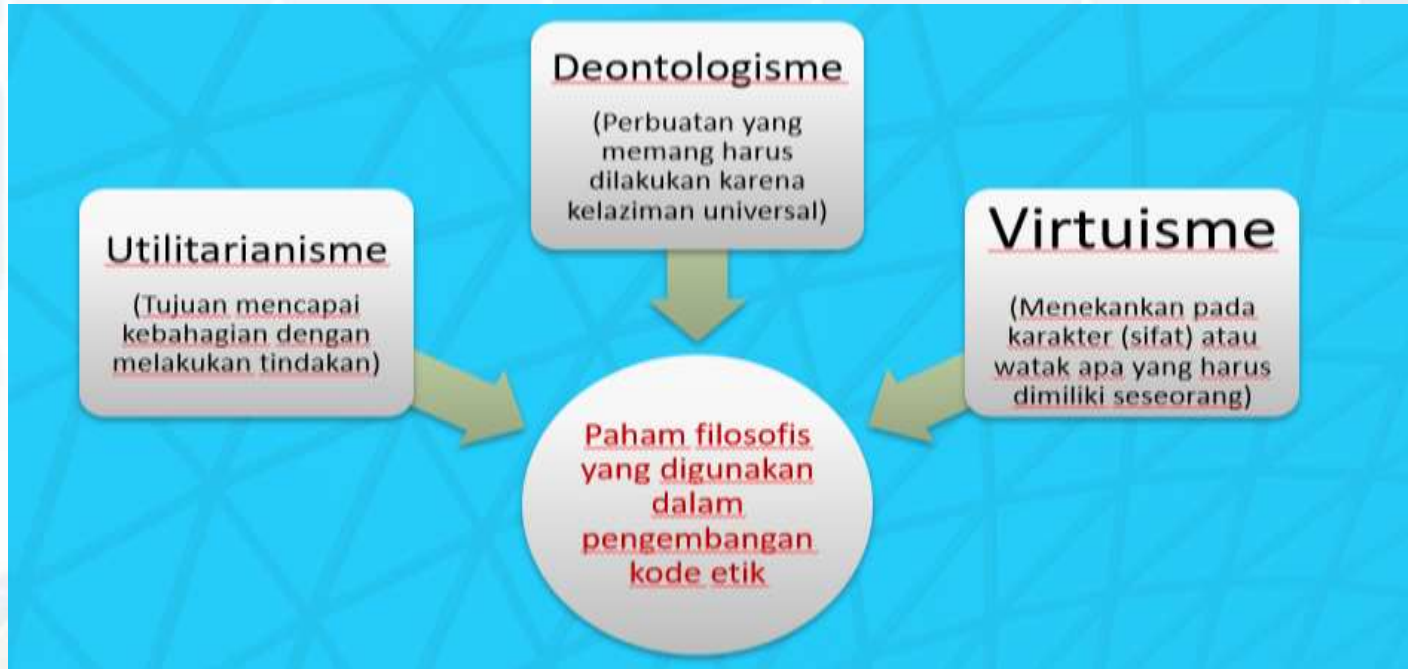 Deontologisme
(Perbuatan yang
memang harus
dilakukan karena
kelaziman universal)
Utilitarianisme
(Tujuan mencapai
kebahagian dengan
melakukan tindakan)
Virtuisme
(Menekankan pada
karakter (sifat) atau
watak apa yang harus
dimiliki seseorang)
Paham filosofis
yang digunakan
dalam
pengembangan
kode etik